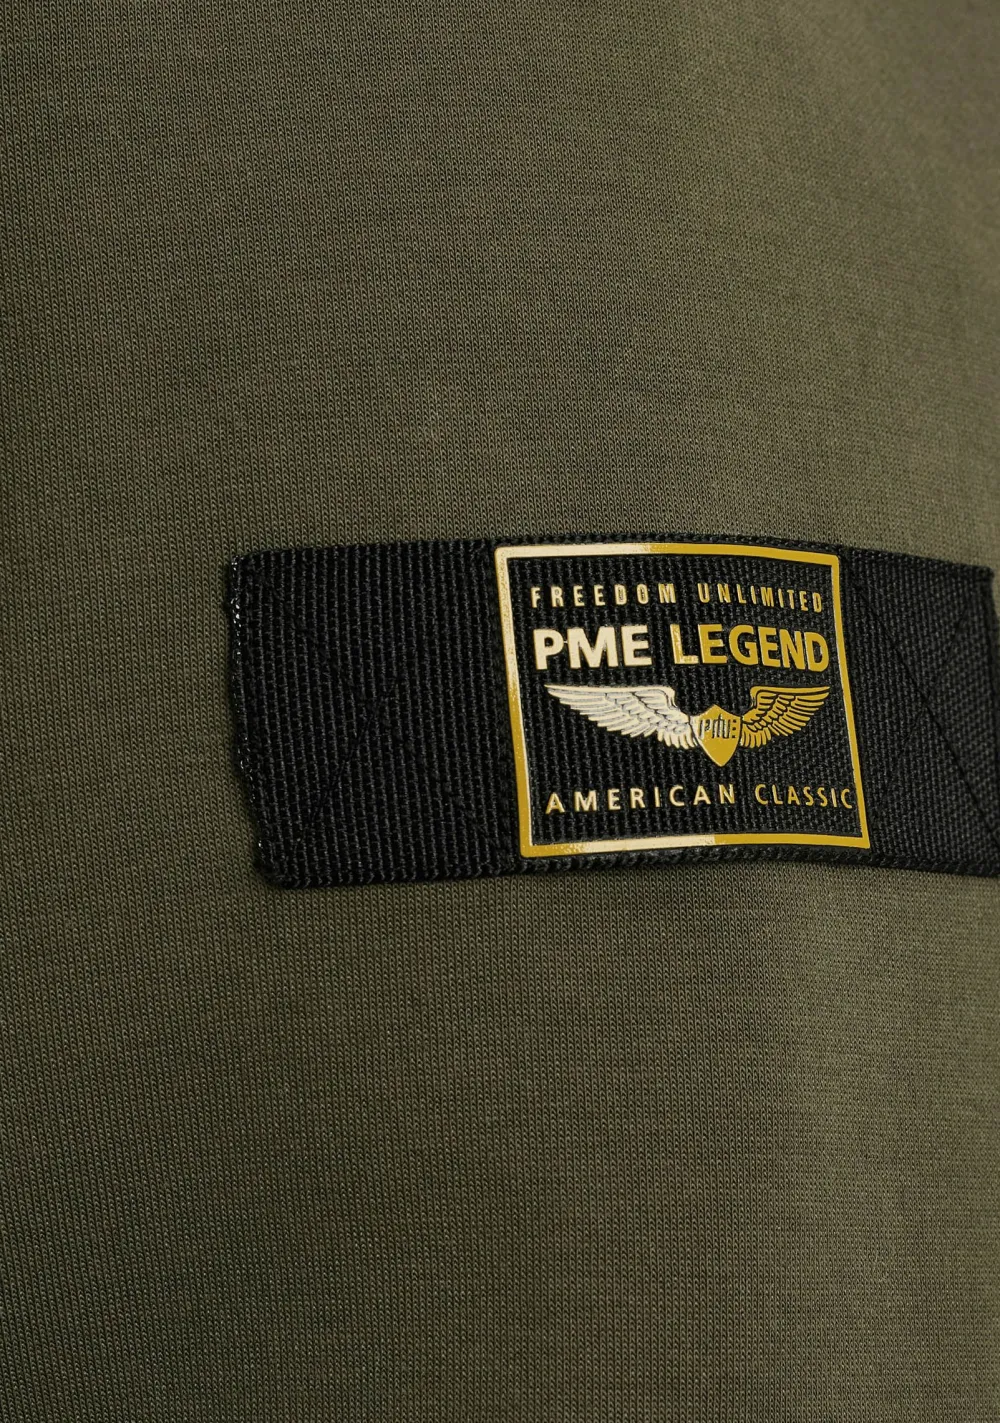 FREEDOM UNLIMITED
PME LEGEND
PME
AMERICAN CLASSIC